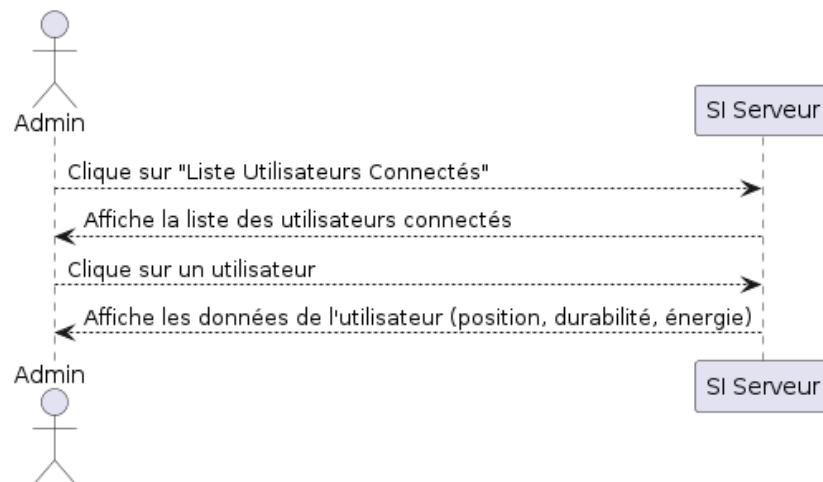 Admin
SI Serveur
Clique sur "Liste Utilisateurs Connectés"
Affiche la liste des utilisateurs connectés
Clique sur un utilisateur
Affiche les données de l'utilisateur (position, durabilité, énergie)
Admin
SI Serveur